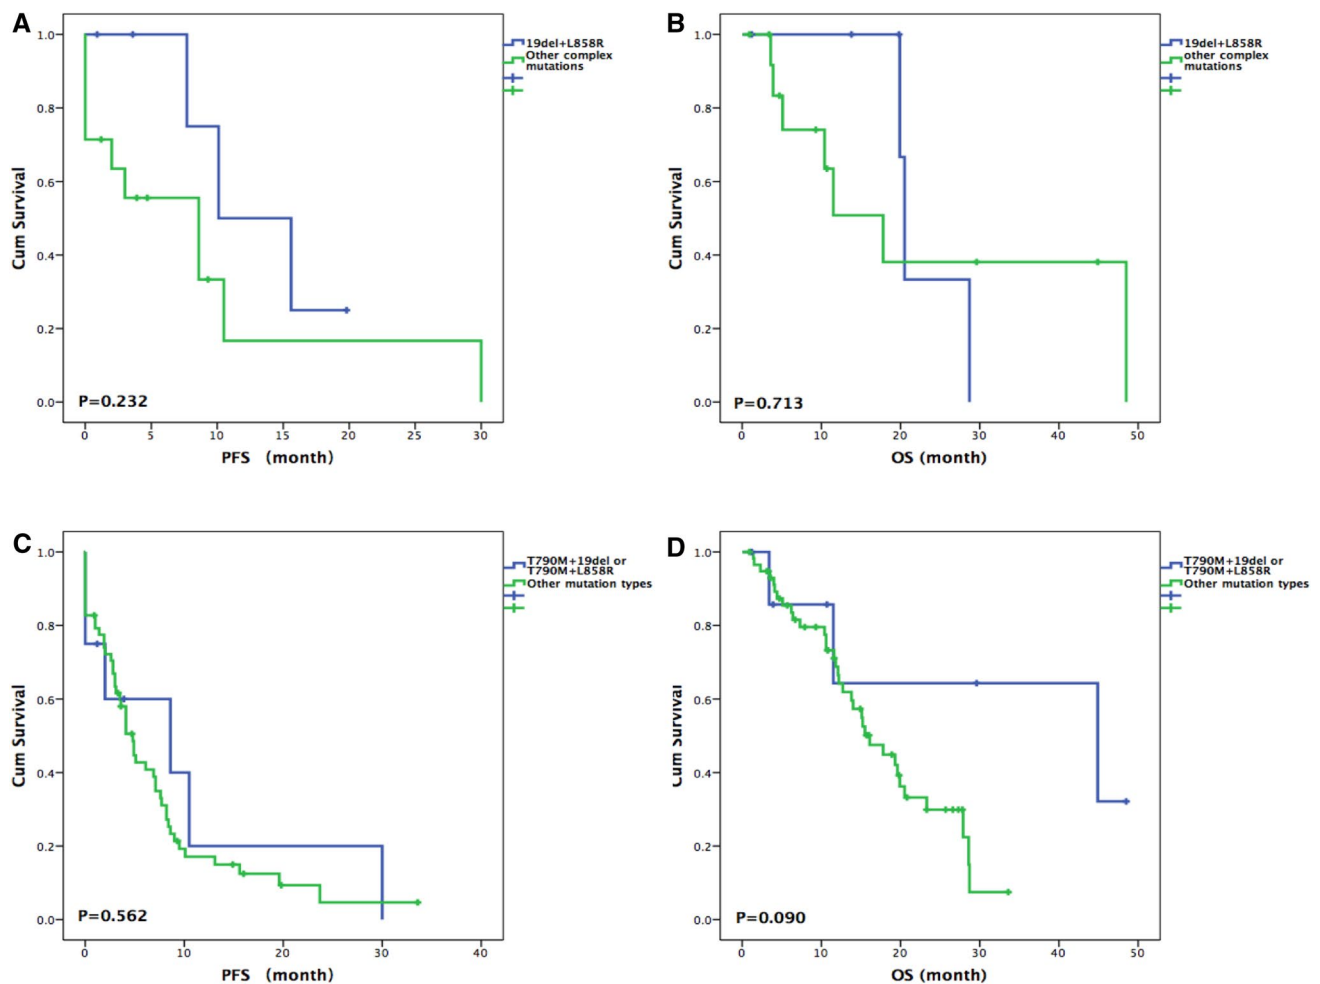 A
1.0
0.8
0.6
0.4
0.2
0.0
Cum Survival
P=0.232
0 5 10 15 20 25 30
PFS (month)
19del+L858R
Other complex
mutations
B
1.0
0.8
0.6
0.4
0.2
0.0
Cum Survival
P=0.713
0 10 20 30 40 50
OS (month)
19del+L858R
other complex
mutations
C
1.0
0.8
0.6
0.4
0.2
0.0
Cum Survival
P=0.562
0 10 20 30 40
PFS (month)
T790M+19del or
T790M+L858R
Other mutation types
D
1.0
0.8
0.6
0.4
0.2
0.0
Cum Survival
P=0.090
0 10 20 30 40 50
OS (month)
T790M+19del or
T790M+L858R
Other mutation types